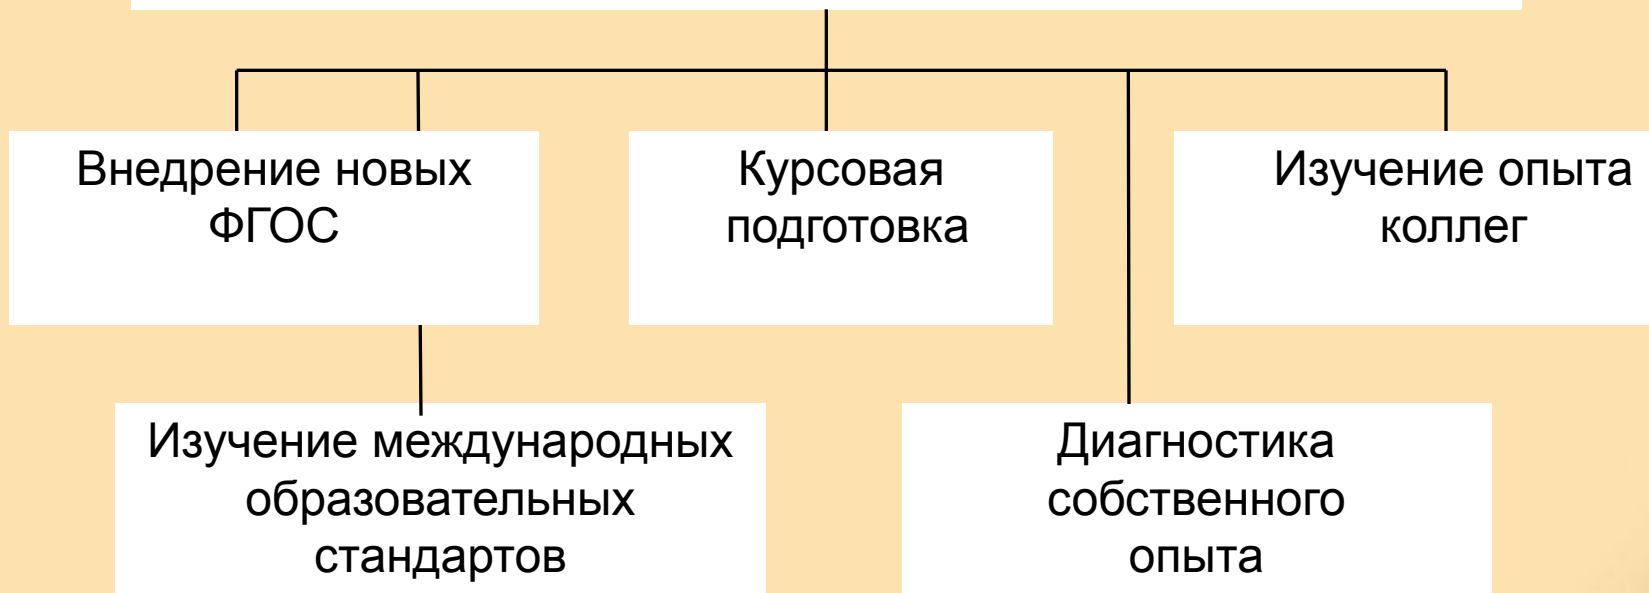 Внедрение новых
ФГОС
Курсовая
подготовка
Изучение опыта
коллег
Изучение международных
образовательных
стандартов
Диагностика
собственного
опыта